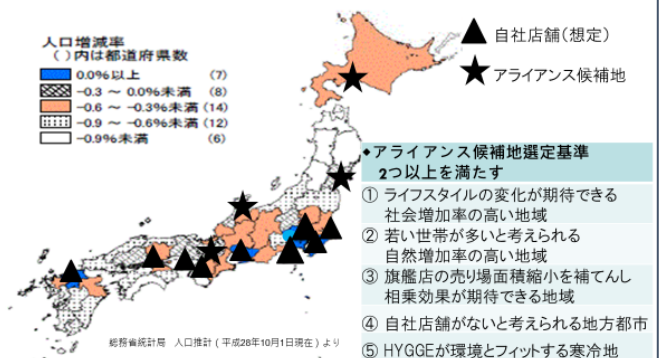 人口増減率
( )内は都道府県数
0.0%以上 (7)
-0.3 ~ 0.0%未満 (8)
-0.6 ~ -0.3%未満 (14)
-0.9 ~ -0.6%未満 (12)
-0.9%未満 (6)
▲ 自社店舗(想定)
★ アライアンス候補地
◆アライアンス候補地選定基準
2つ以上を満たす
① ライフスタイルの変化が期待できる
社会増加率の高い地域
② 若い世帯が多いと考えられる
自然増加率の高い地域
③ 旗艦店の売り場面積縮小を補てんし
相乗効果が期待できる地域
④ 自社店舗がないと考えられる地方都市
⑤ HYGGEが環境とフィットする寒冷地
総務省統計局 人口推計(平成28年10月1日現在)より